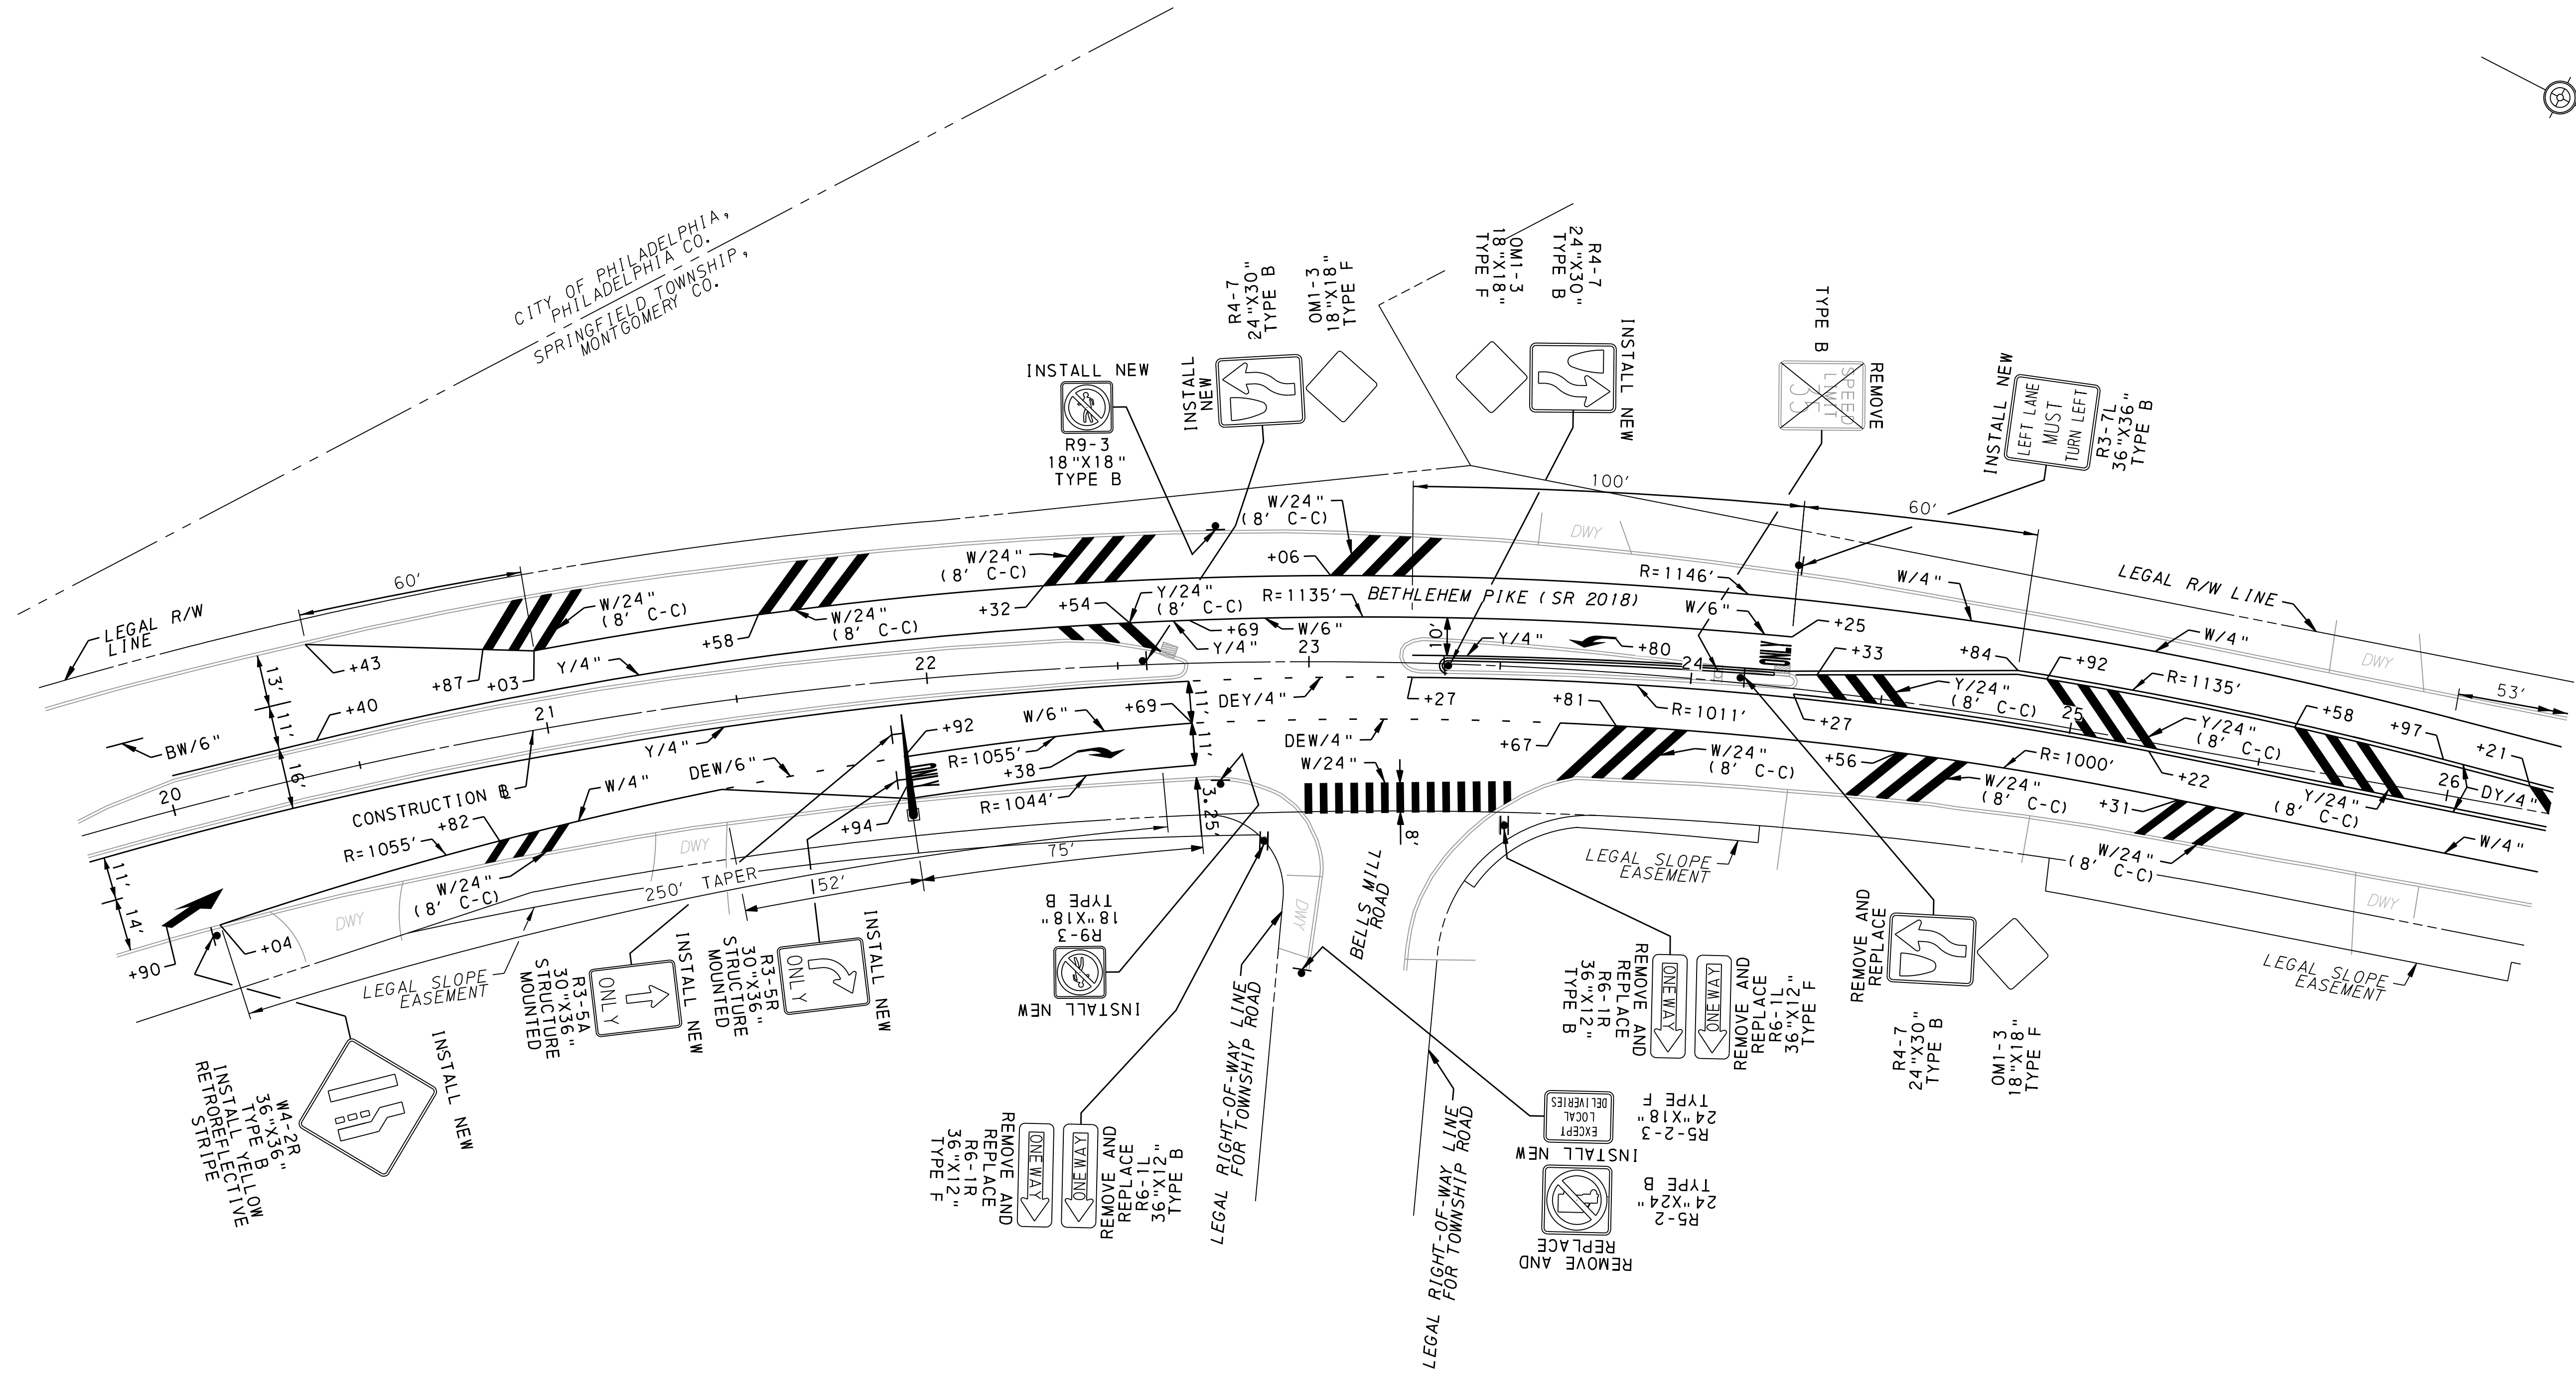 CITY OF PHILADELPHIA,
PHILADELPHIA CO.
SPRINGFIELD TOWNSHIP,
MONTGOMERY CO.
INSTALL NEW
R9-3
18"X18"
TYPE B
INSTALL
NEW
R4-7
24"X30"
TYPE B
OM1-3
18"X18"
TYPE F
OM1-3
18"X18"
TYPE F
R4-7
24"X30"
TYPE B
INSTALL NEW
TYPE B
SPEED
LIMIT
35
REMOVE
INSTALL NEW
LEFT LANE
MUST
TURN LEFT
R3-7L
36"X36"
TYPE B
100'
60'
DWY
LEGAL R/W LINE
53'
60'
LEGAL R/W
LINE
W/24"
(8' C-C)
W/24"
(8' C-C)
W/24"
(8' C-C)
W/24"
(8' C-C)
Y/24"
(8' C-C)
+06
+32
+54
+58
+69
Y/4"
W/6"
R=1135'
BETHLEHEM PIKE (SR 2018)
R=1146'
W/4"
W/4"
DWY
W/6"
+25
+43
+87
+03
Y/4"
13'
11'
16'
+40
BW/6"
20
21
22
23
24
25
26
10'
Y/4"
+80
ONLY
+33
+84
+92
R=1135'
Y/24"
(8' C-C)
Y/24"
(8' C-C)
+58
+97
+21
Y/24"
(8' C-C)
DY/4"
+27
R=1011'
+27
+22
CONSTRUCTION ℄
Y/4"
+92
W/6"
+69
11'
11'
DEY/4"
DEW/4"
W/24"
R=1055'
+38
ONLY
DEW/6"
W/4"
+82
R=1055'
+94
R=1044'
3.25'
8'
+81
+67
W/24"
(8' C-C)
+56
W/24"
(8' C-C)
R=1000'
+31
W/24"
(8' C-C)
W/4"
W/24"
(8' C-C)
DWY
DWY
11'
14'
+90
+04
250' TAPER
152'
75'
LEGAL SLOPE
EASEMENT
DWY
BELLS MILL
ROAD
LEGAL SLOPE
EASEMENT
DWY
LEGAL SLOPE
EASEMENT
INSTALL NEW
W4-2R
36"X36"
TYPE B
INSTALL YELLOW
RETROREFLECTIVE
STRIPE
INSTALL NEW
ONLY
R3-5A
30"X36"
STRUCTURE
MOUNTED
INSTALL NEW
ONLY
R3-5R
30"X36"
STRUCTURE
MOUNTED
INSTALL NEW
R9-3
18"X18"
TYPE B
LEGAL RIGHT-OF-WAY LINE
FOR TOWNSHIP ROAD
LEGAL RIGHT-OF-WAY LINE
FOR TOWNSHIP ROAD
REMOVE AND
REPLACE
R6-1R
36"X12"
TYPE F
ONE WAY
ONE WAY
REMOVE AND
REPLACE
R6-1L
36"X12"
TYPE B
REMOVE AND
REPLACE
R6-1R
36"X12"
TYPE B
ONE WAY
ONE WAY
REMOVE AND
REPLACE
R6-1L
36"X12"
TYPE F
REMOVE AND
REPLACE
R4-7
24"X30"
TYPE B
OM1-3
18"X18"
TYPE F
REMOVE AND
REPLACE
R5-2
24"X24"
TYPE B
INSTALL NEW
EXCEPT
LOCAL
DELIVERIES
R5-2-3
24"X18"
TYPE F